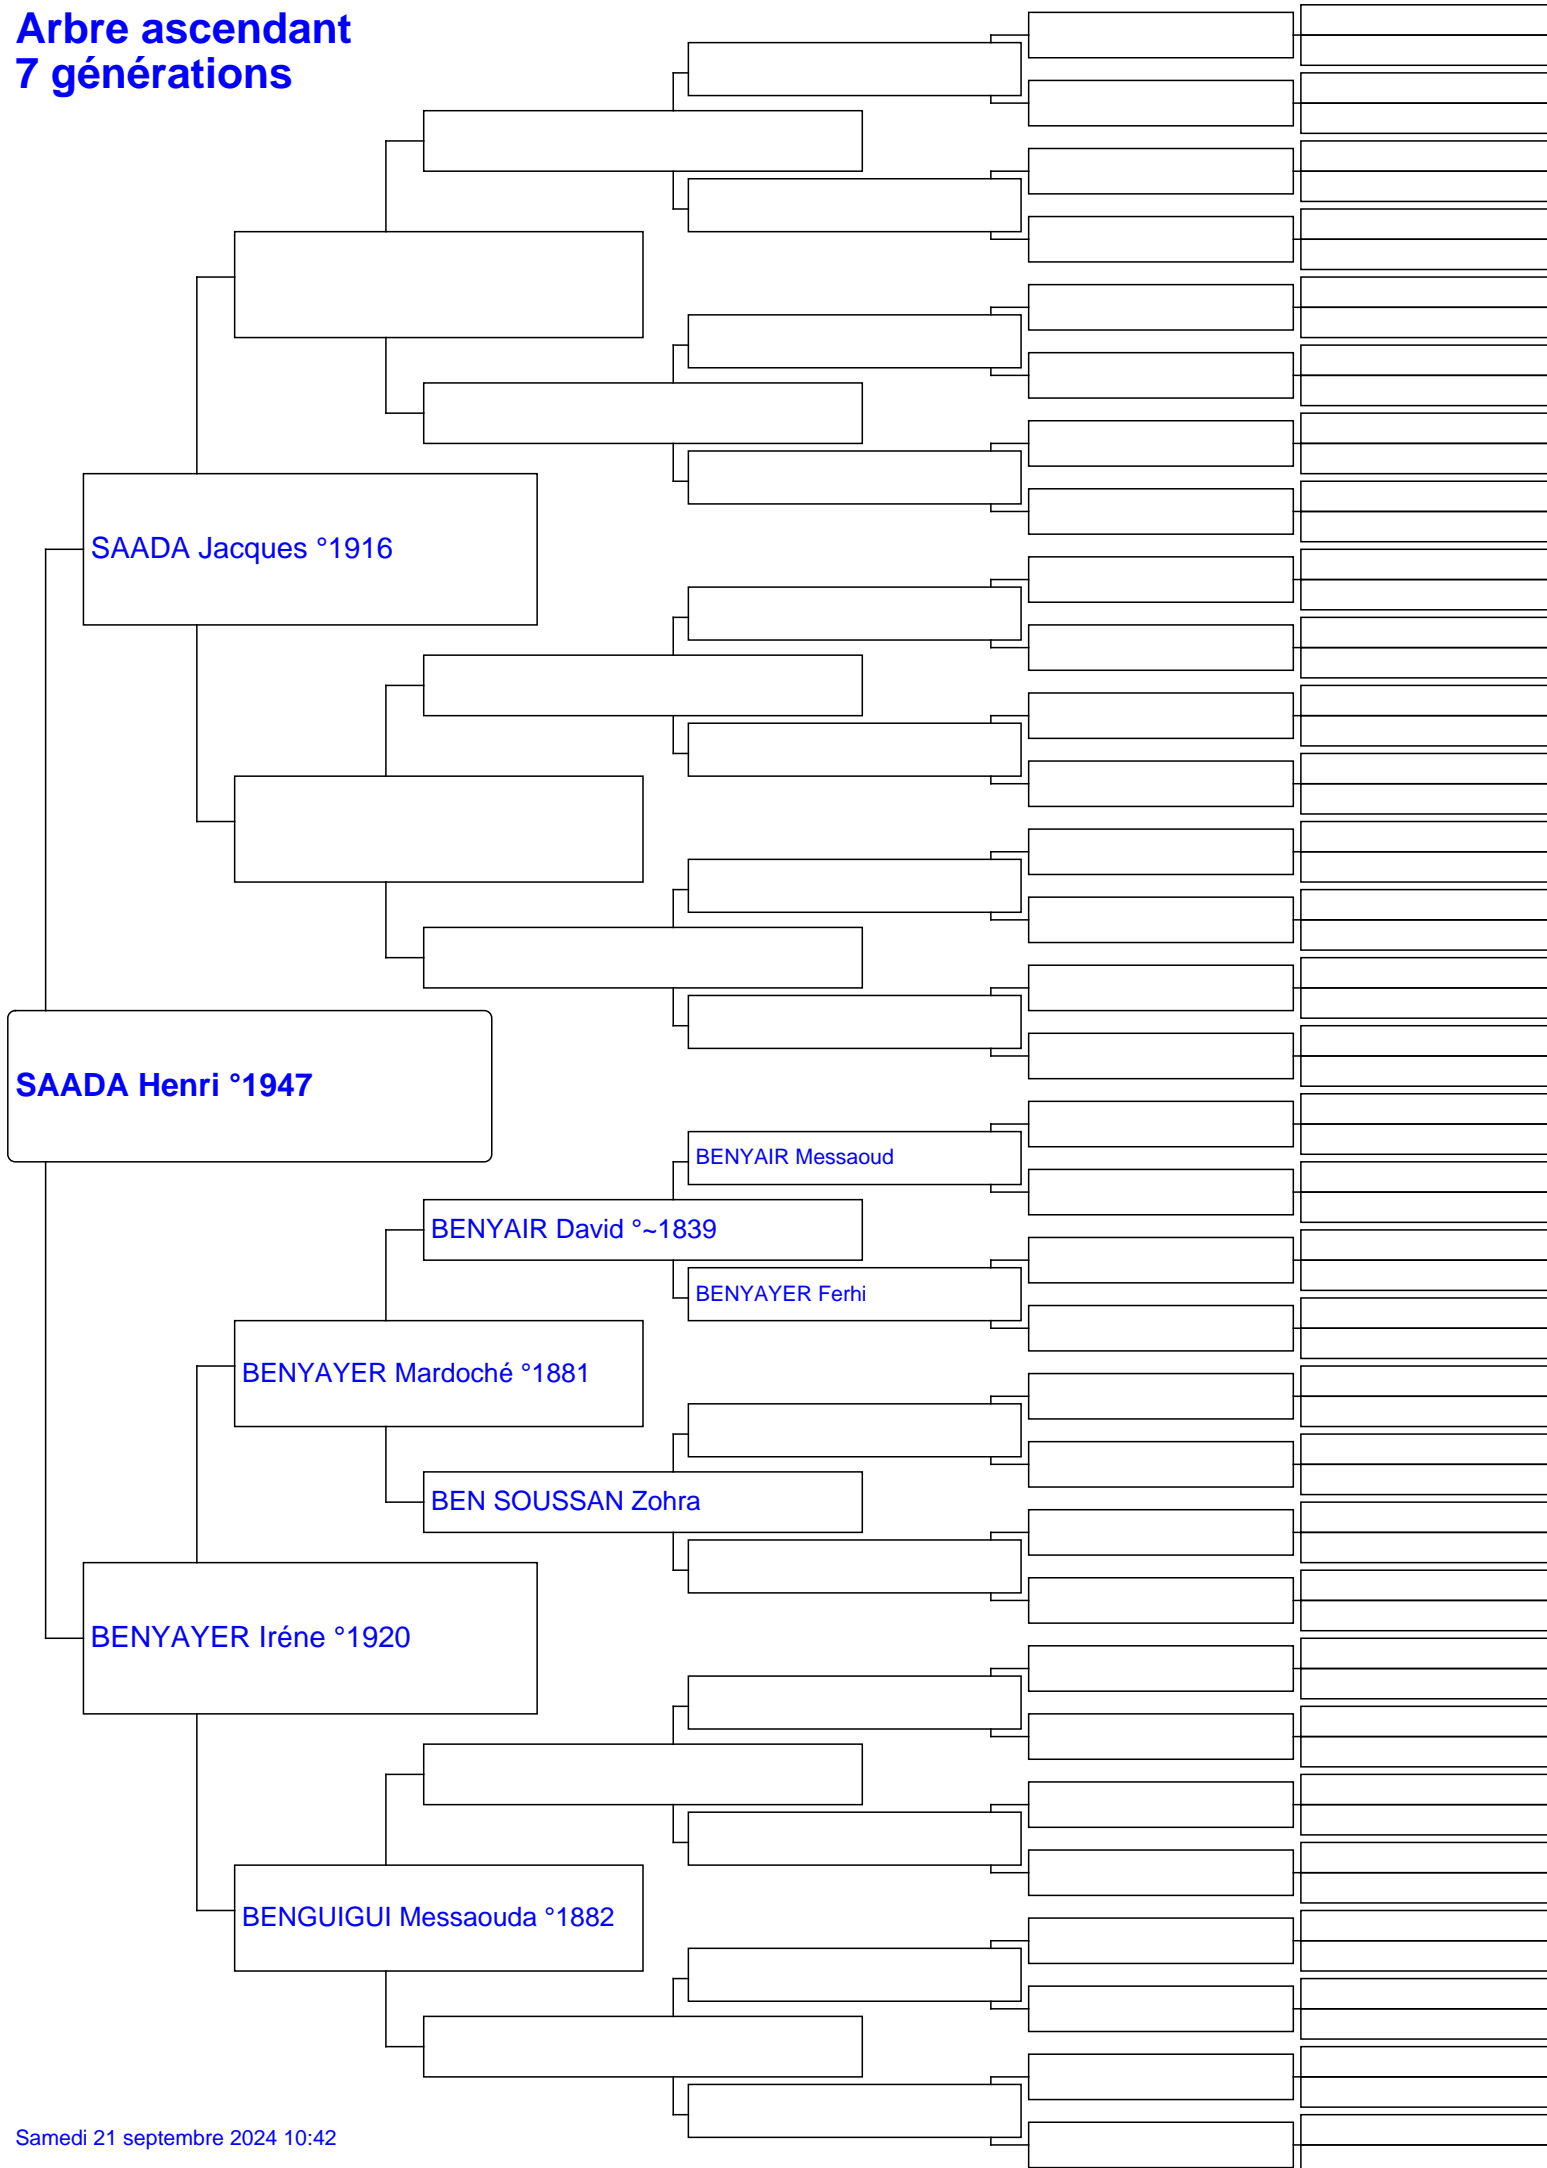 Arbre ascendant
7 générations
SAADA Jacques °1916
SAADA Henri °1947
BENYAIR Messaoud
BENYAIR David °~1839
BENYAYER Ferhi
BENYAYER Mardoché °1881
BEN SOUSSAN Zohra
BENYAYER Iréne °1920
BENGUIGUI Messaouda °1882
Samedi 21 septembre 2024 10:42